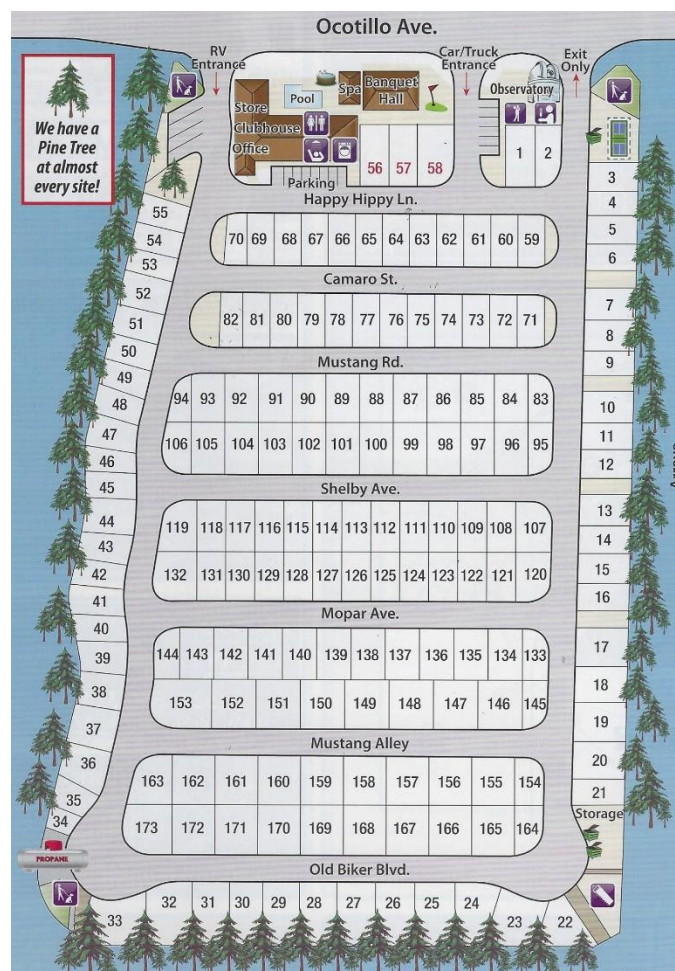 Ocotillo Ave.
We have a
Pine Tree
at almost
every site!
RV
Entrance
Car/Truck
Entrance
Exit
Only
Store
Clubhouse
Office
Pool
Spa
Banquet
Hall
Observatory
56 57 58
1 2
Parking
Happy Hippy Ln.
70 69 68 67 66 65 64 63 62 61 60 59
Camaro St.
82 81 80 79 78 77 76 75 74 73 72 71
Mustang Rd.
94 93 92 91 90 89 88 87 86 85 84 83
106 105 104 103 102 101 100 99 98 97 96 95
Shelby Ave.
119 118 117 116 115 114 113 112 111 110 109 108 107
132 131 130 129 128 127 126 125 124 123 122 121 120
Mopar Ave.
144 143 142 141 140 139 138 137 136 135 134 133
153 152 151 150 149 148 147 146 145
Mustang Alley
163 162 161 160 159 158 157 156 155 154
173 172 171 170 169 168 167 166 165 164
Old Biker Blvd.
55
54
53
52
51
50
49
48
47
46
45
44
43
42
41
40
39
38
37
36
35
34
PROPANE
33 32 31 30 29 28 27 26 25 24 23 22
3
4
5
6
7
8
9
10
11
12
13
14
15
16
17
18
19
20
21
Storage